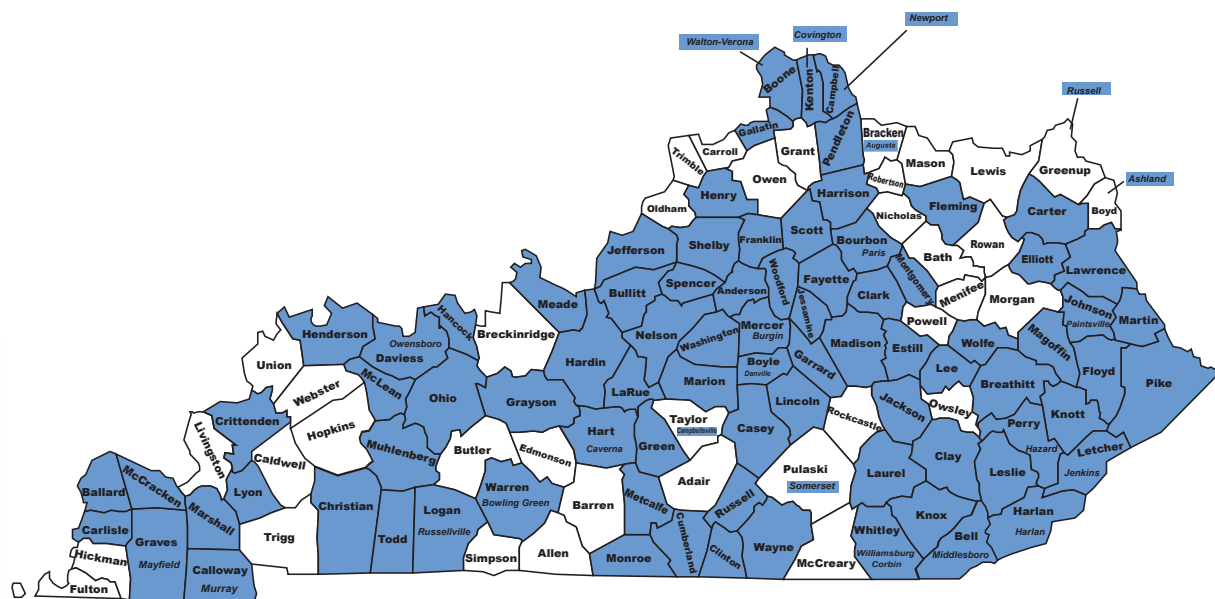 Newport
Covington
Walton-Verona
Boone
Kenton
Campbell
Russell
Gallatin
Pendleton
Bracken
Augusta
Carroll
Grant
Trimble
Mason
Lewis
Greenup
Ashland
Owen
Robertson
Henry
Harrison
Oldham
Nicholas
Fleming
Carter
Boyd
Scott
Jefferson
Shelby
Franklin
Bourbon
Paris
Rowan
Bath
Elliott
Lawrence
Woodford
Fayette
Montgomery
Spencer
Anderson
Bullitt
Clark
Menifee
Morgan
Jessamine
Meade
Johnson
Paintsville
Martin
Hancock
Powell
Nelson
Washington
Mercer
Burgin
Madison
Magoffin
Henderson
Owensboro
Daviess
Breckinridge
Estill
Wolfe
Union
Hardin
Boyle
Danville
Garrard
Lee
Floyd
Pike
McLean
Webster
Marion
Breathitt
LaRue
Ohio
Grayson
Lincoln
Jackson
Owsley
Knott
Crittenden
Taylor
Campbellsville
Rockcastle
Perry
Hopkins
Livingston
Hart
Caverna
Green
Casey
Muhlenberg
Butler
Edmonson
Hazard
Letcher
Clay
Caldwell
Pulaski
Somerset
Laurel
Leslie
Jenkins
McCracken
Ballard
Lyon
Warren
Bowling Green
Adair
Metcalfe
Russell
Barren
Christian
Logan
Russellville
Marshall
Knox
Harlan
Harlan
Carlisle
Graves
Mayfield
Trigg
Todd
Whitley
Williamsburg
Corbin
Bell
Middlesboro
Cumberland
Clinton
Wayne
Hickman
Simpson
Allen
Monroe
McCreary
Calloway
Murray
Fulton